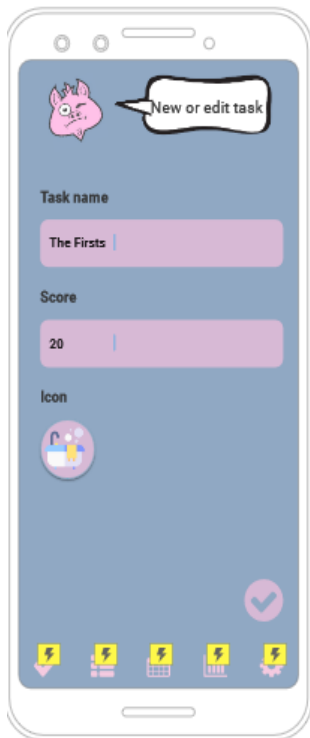 New or edit task
Task name
The Firsts
Score
20
Icon